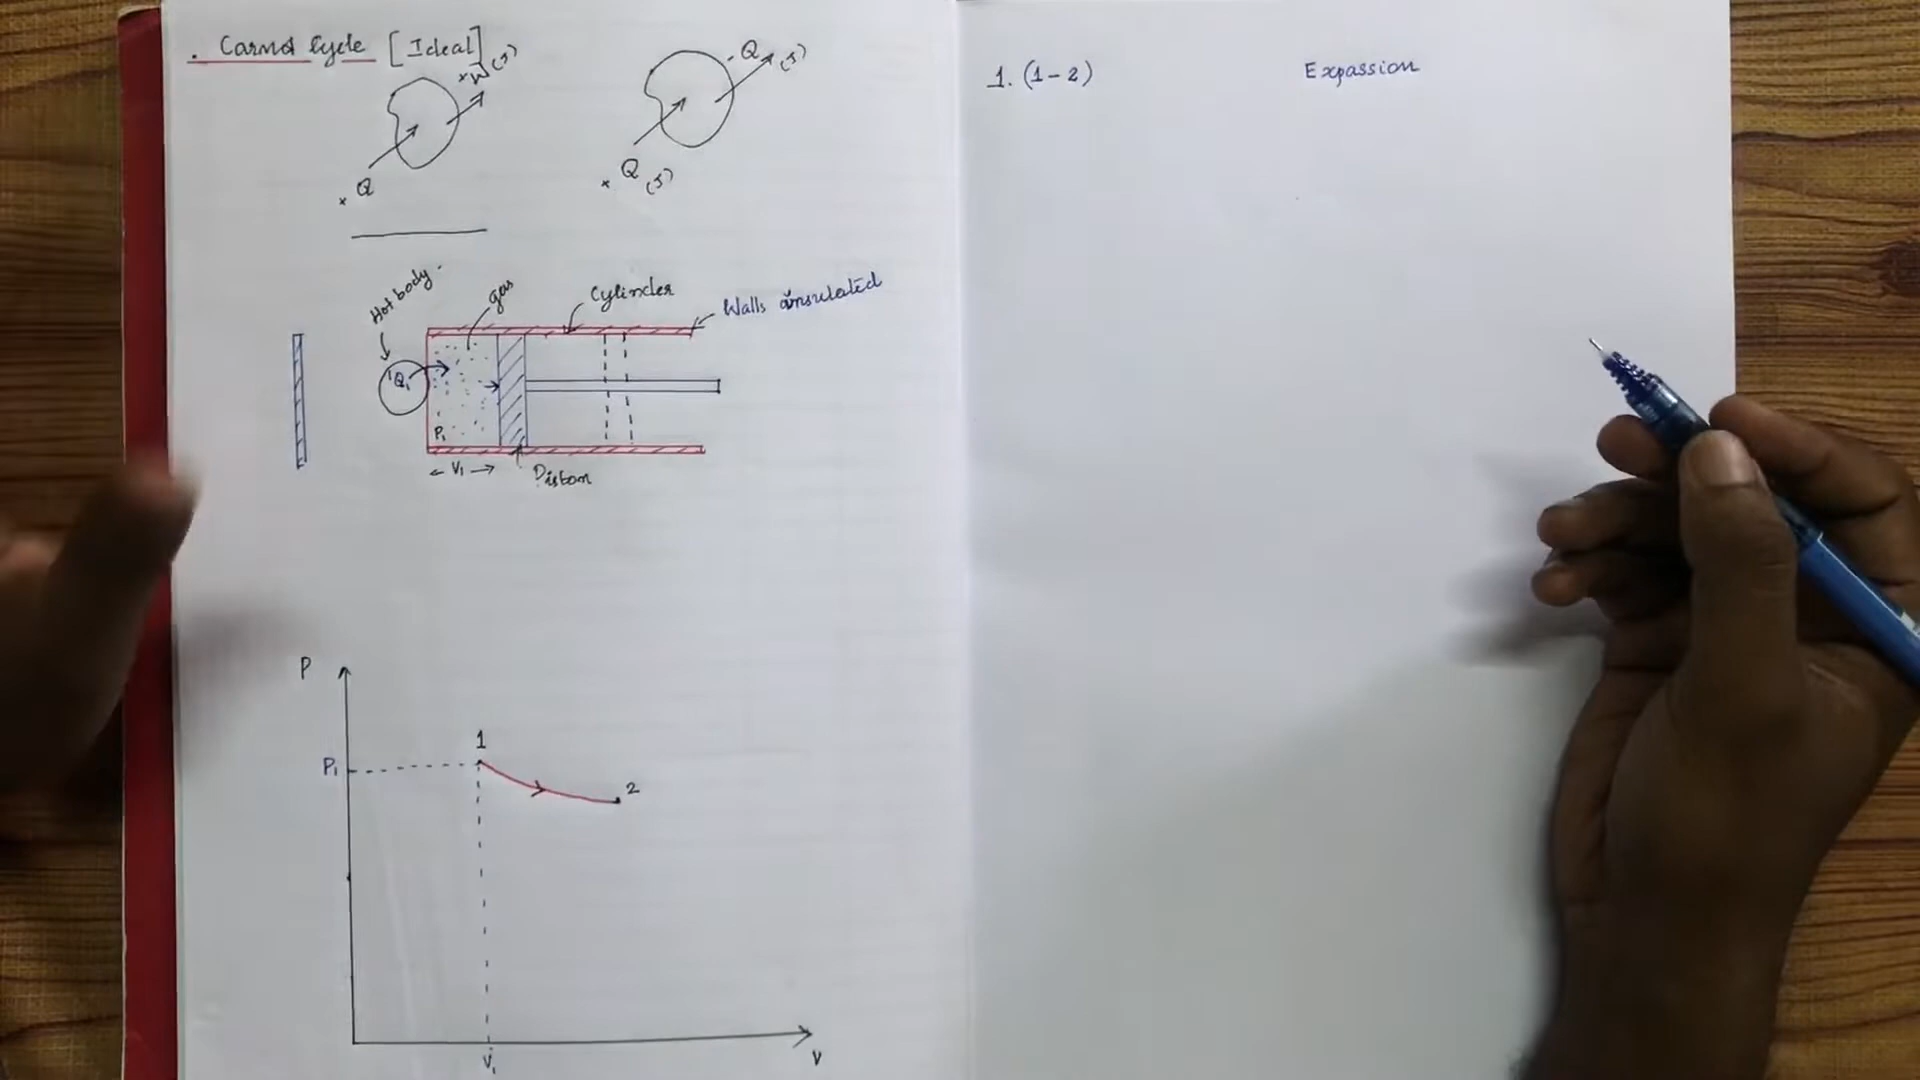 . Carnot Cycle [Ideal]
+W (J)
+ Q
- Q (J)
+ Q (J)
Hot body.
gas
Cylinder
Walls insulated
Q₁
P₁
← V₁ →
Piston
P
P₁
1
2
V₁
V
1. (1-2) Expassion